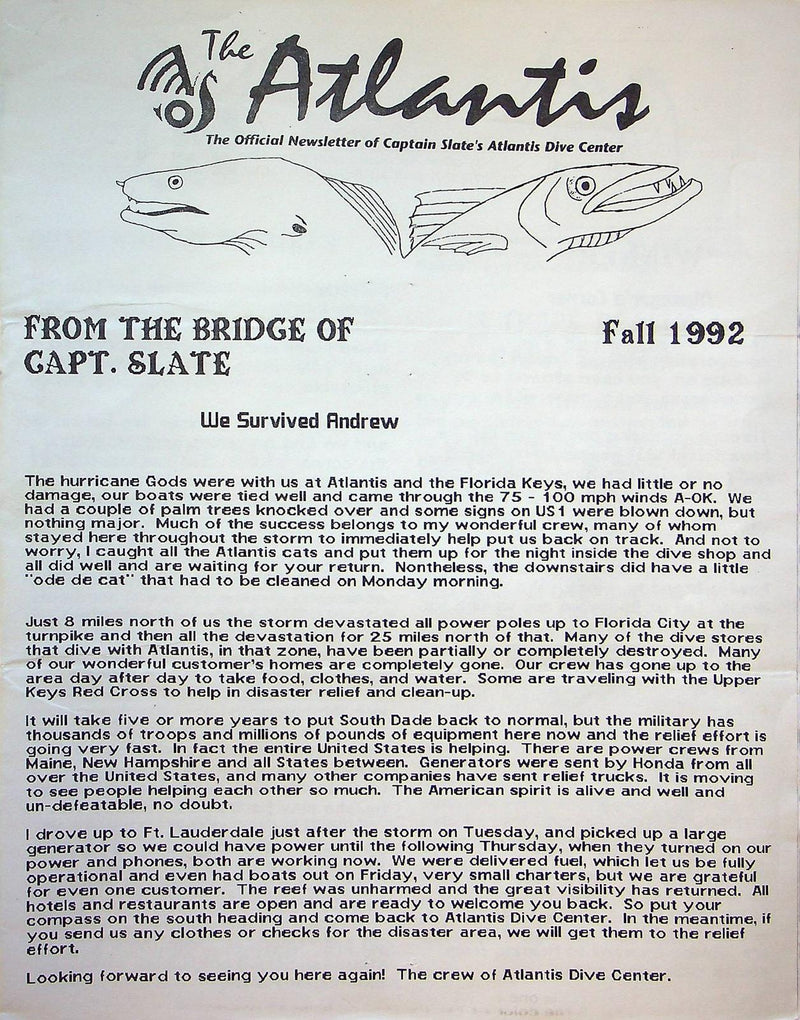 The Atlantis
The Official Newsletter of Captain Slate's Atlantis Dive Center
FROM THE BRIDGE OF
CAPT. SLATE
Fall 1992
We Survived Andrew
The hurricane Gods were with us at Atlantis and the Florida Keys, we had little or no
damage, our boats were tied well and came through the 75 - 100 mph winds A-OK. We
had a couple of palm trees knocked over and some signs on US1 were blown down, but
nothing major. Much of the success belongs to my wonderful crew, many of whom
stayed here throughout the storm to immediately help put us back on track. And not to
worry, I caught all the Atlantis cats and put them up for the night inside the dive shop and
all did well and are waiting for your return. Nontheless, the downstairs did have a little
"ode de cat" that had to be cleaned on Monday morning.
Just 8 miles north of us the storm devastated all power poles up to Florida City at the
turnpike and then all the devastation for 25 miles north of that. Many of the dive stores
that dive with Atlantis, in that zone, have been partially or completely destroyed. Many
of our wonderful customer's homes are completely gone. Our crew has gone up to the
area day after day to take food, clothes, and water. Some are traveling with the Upper
Keys Red Cross to help in disaster relief and clean-up.
It will take five or more years to put South Dade back to normal, but the military has
thousands of troops and millions of pounds of equipment here now and the relief effort is
going very fast. In fact the entire United States is helping. There are power crews from
Maine, New Hampshire and all States between. Generators were sent by Honda from all
over the United States, and many other companies have sent relief trucks. It is moving
to see people helping each other so much. The American spirit is alive and well and
un-defeatable, no doubt.
I drove up to Ft. Lauderdale just after the storm on Tuesday, and picked up a large
generator so we could have power until the following Thursday, when they turned on our
power and phones, both are working now. We were delivered fuel, which let us be fully
operational and even had boats out on Friday, very small charters, but we are grateful
for even one customer. The reef was unharmed and the great visibility has returned. All
hotels and restaurants are open and are ready to welcome you back. So put your
compass on the south heading and come back to Atlantis Dive Center. In the meantime, if
you send us any clothes or checks for the disaster area, we will get them to the relief
effort.
Looking forward to seeing you here again! The crew of Atlantis Dive Center.